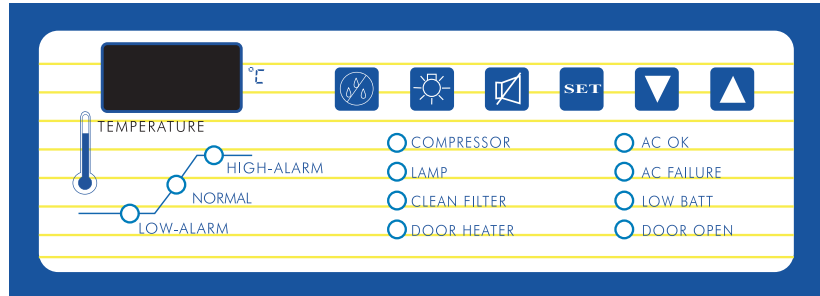 °C
SET
TEMPERATURE
HIGH-ALARM
NORMAL
LOW-ALARM
COMPRESSOR
LAMP
CLEAN FILTER
DOOR HEATER
AC OK
AC FAILURE
LOW BATT
DOOR OPEN